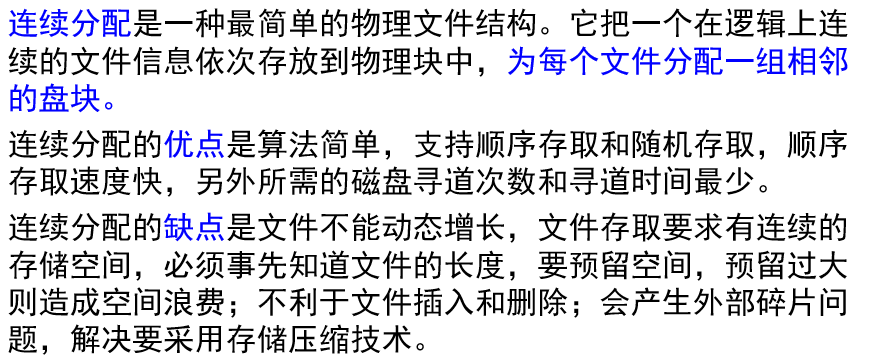 连续分配是一种最简单的物理文件结构。它把一个在逻辑上连
续的文件信息依次存放到物理块中，为每个文件分配一组相邻
的盘块。
连续分配的优点是算法简单，支持顺序存取和随机存取，顺序
存取速度快，另外所需的磁盘寻道次数和寻道时间最少。
连续分配的缺点是文件不能动态增长，文件存取要求有连续的
存储空间，必须事先知道文件的长度，要预留空间，预留过大
则造成空间浪费；不利于文件插入和删除；会产生外部碎片问
题，解决要采用存储压缩技术。